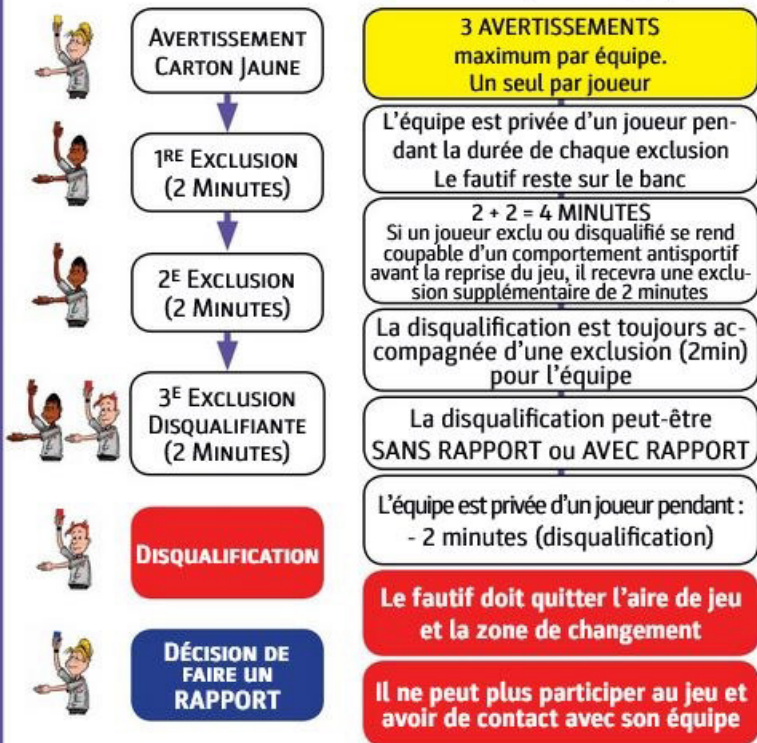 AVERTISSEMENT
CARTON JAUNE
1RE EXCLUSION
(2 MINUTES)
2E EXCLUSION
(2 MINUTES)
3E EXCLUSION
DISQUALIFIANTE
(2 MINUTES)
DISQUALIFICATION
DÉCISION DE
FAIRE UN
RAPPORT
3 AVERTISSEMENTS
maximum par équipe.
Un seul par joueur
L'équipe est privée d'un joueur pen-
dant la durée de chaque exclusion
Le fautif reste sur le banc
2 + 2 = 4 MINUTES
Si un joueur exclu ou disqualifié se rend
coupable d'un comportement antisportif
avant la reprise du jeu, il recevra une exclu-
sion supplémentaire de 2 minutes
La disqualification est toujours ac-
compagnée d'une exclusion (2min)
pour l'équipe
La disqualification peut-être
SANS RAPPORT ou AVEC RAPPORT
L'équipe est privée d'un joueur pendant :
- 2 minutes (disqualification)
Le fautif doit quitter l'aire de jeu
et la zone de changement
Il ne peut plus participer au jeu et
avoir de contact avec son équipe